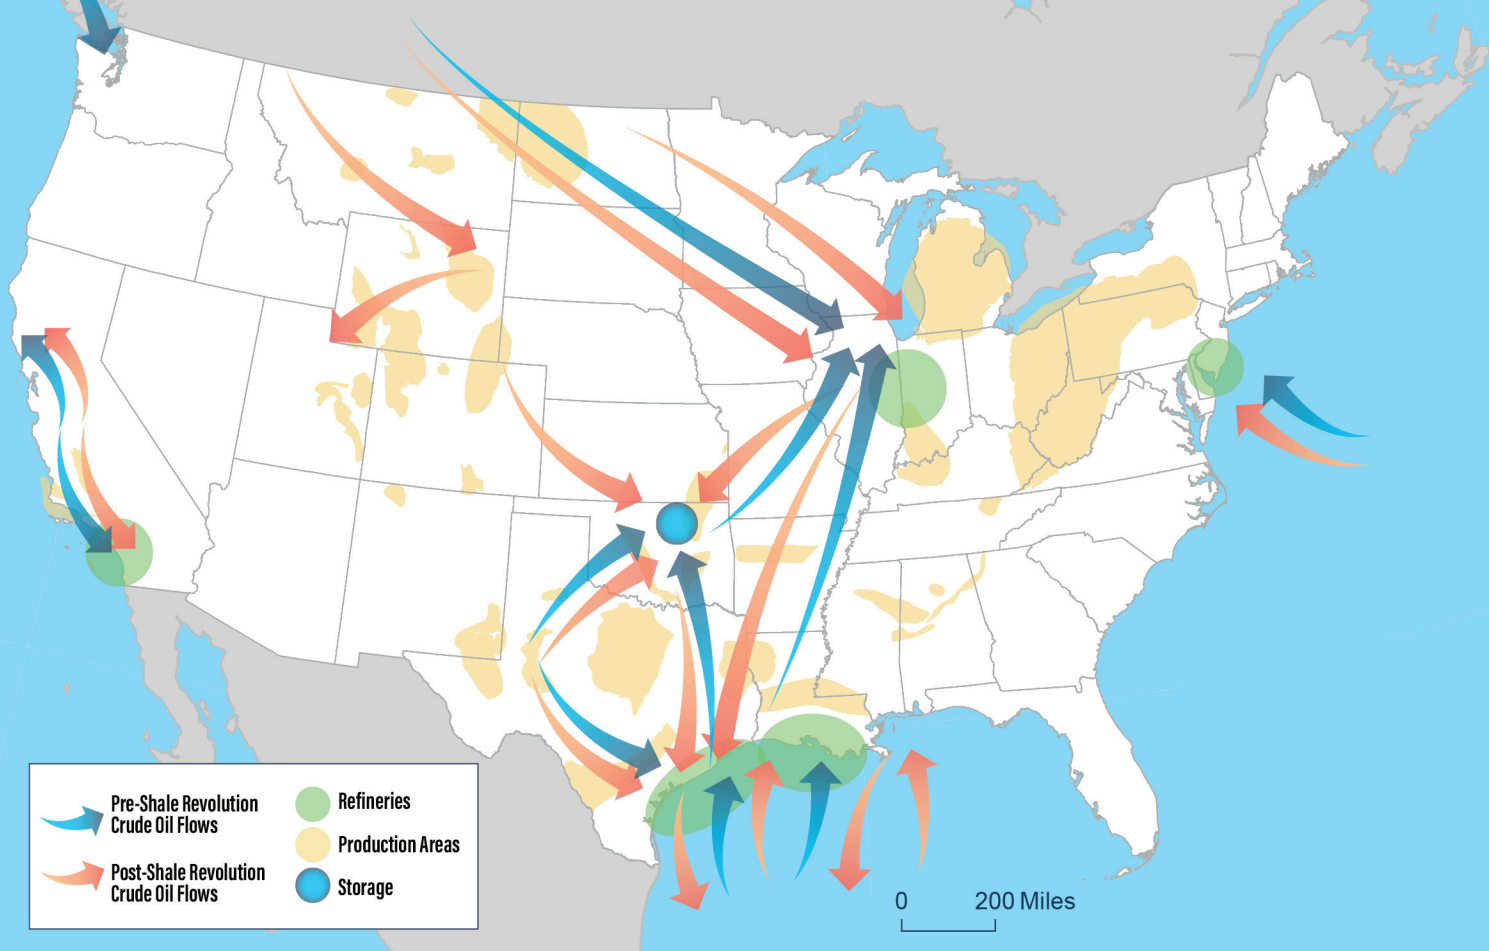 Pre-Shale Revolution
Crude Oil Flows
Post-Shale Revolution
Crude Oil Flows
Refineries
Production Areas
Storage
0 200 Miles